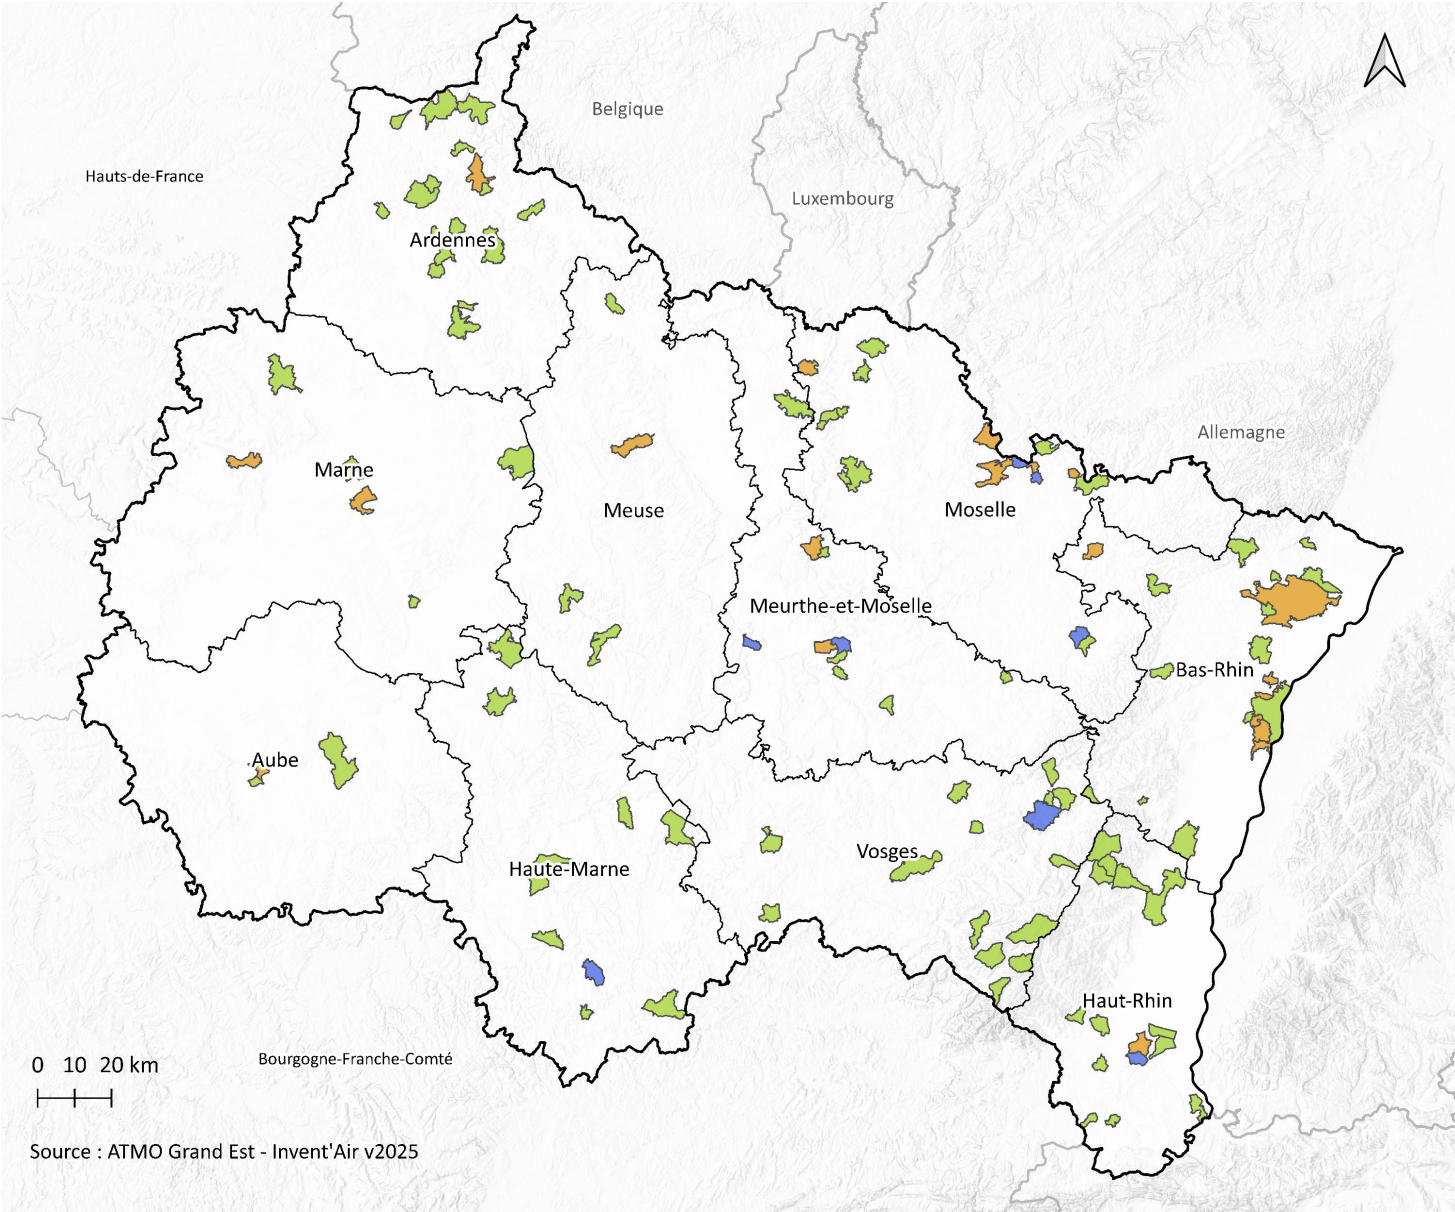 Belgique
Hauts-de-France
Luxembourg
Ardennes
Allemagne
Marne
Meuse
Moselle
Meurthe-et-Moselle
Bas-Rhin
Aube
Vosges
Haute-Marne
Haut-Rhin
Bourgogne-Franche-Comté
0 10 20 km
Source : ATMO Grand Est - Invent'Air v2025